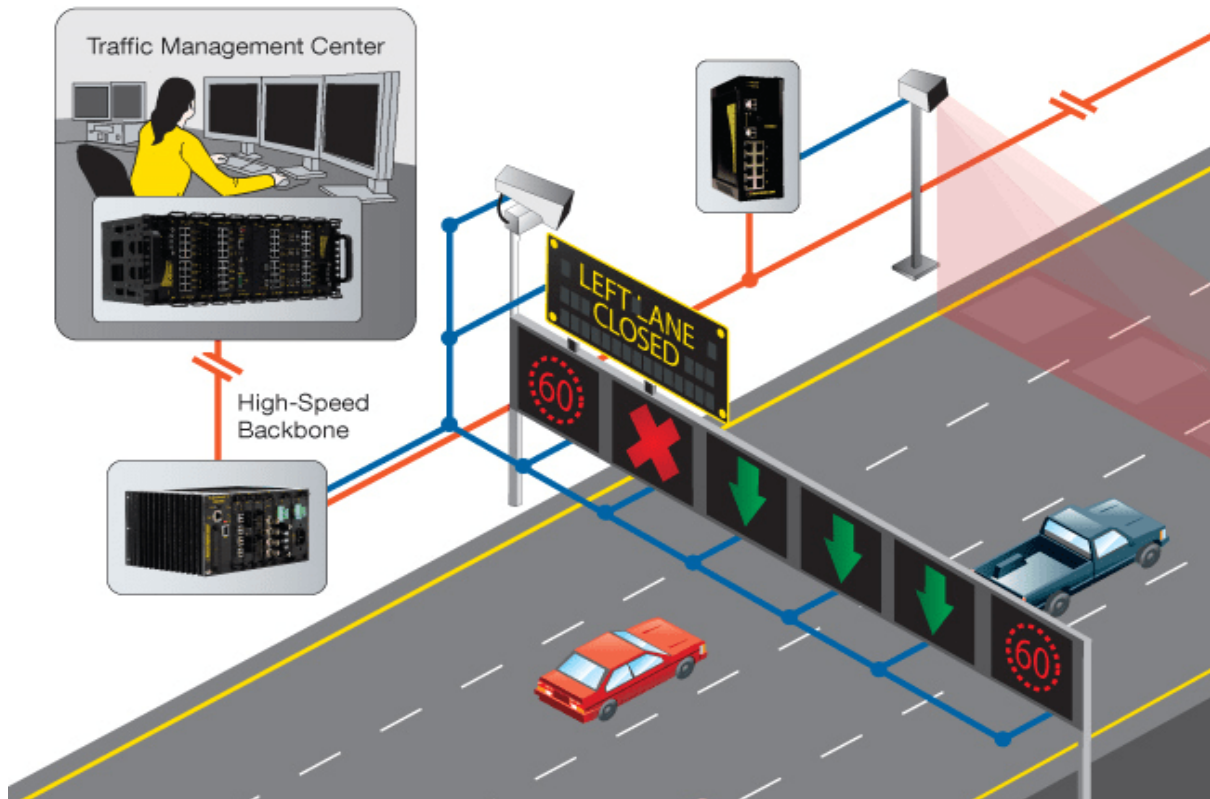 Traffic Management Center
LEFT LANE
CLOSED
High-Speed
Backbone
60
60